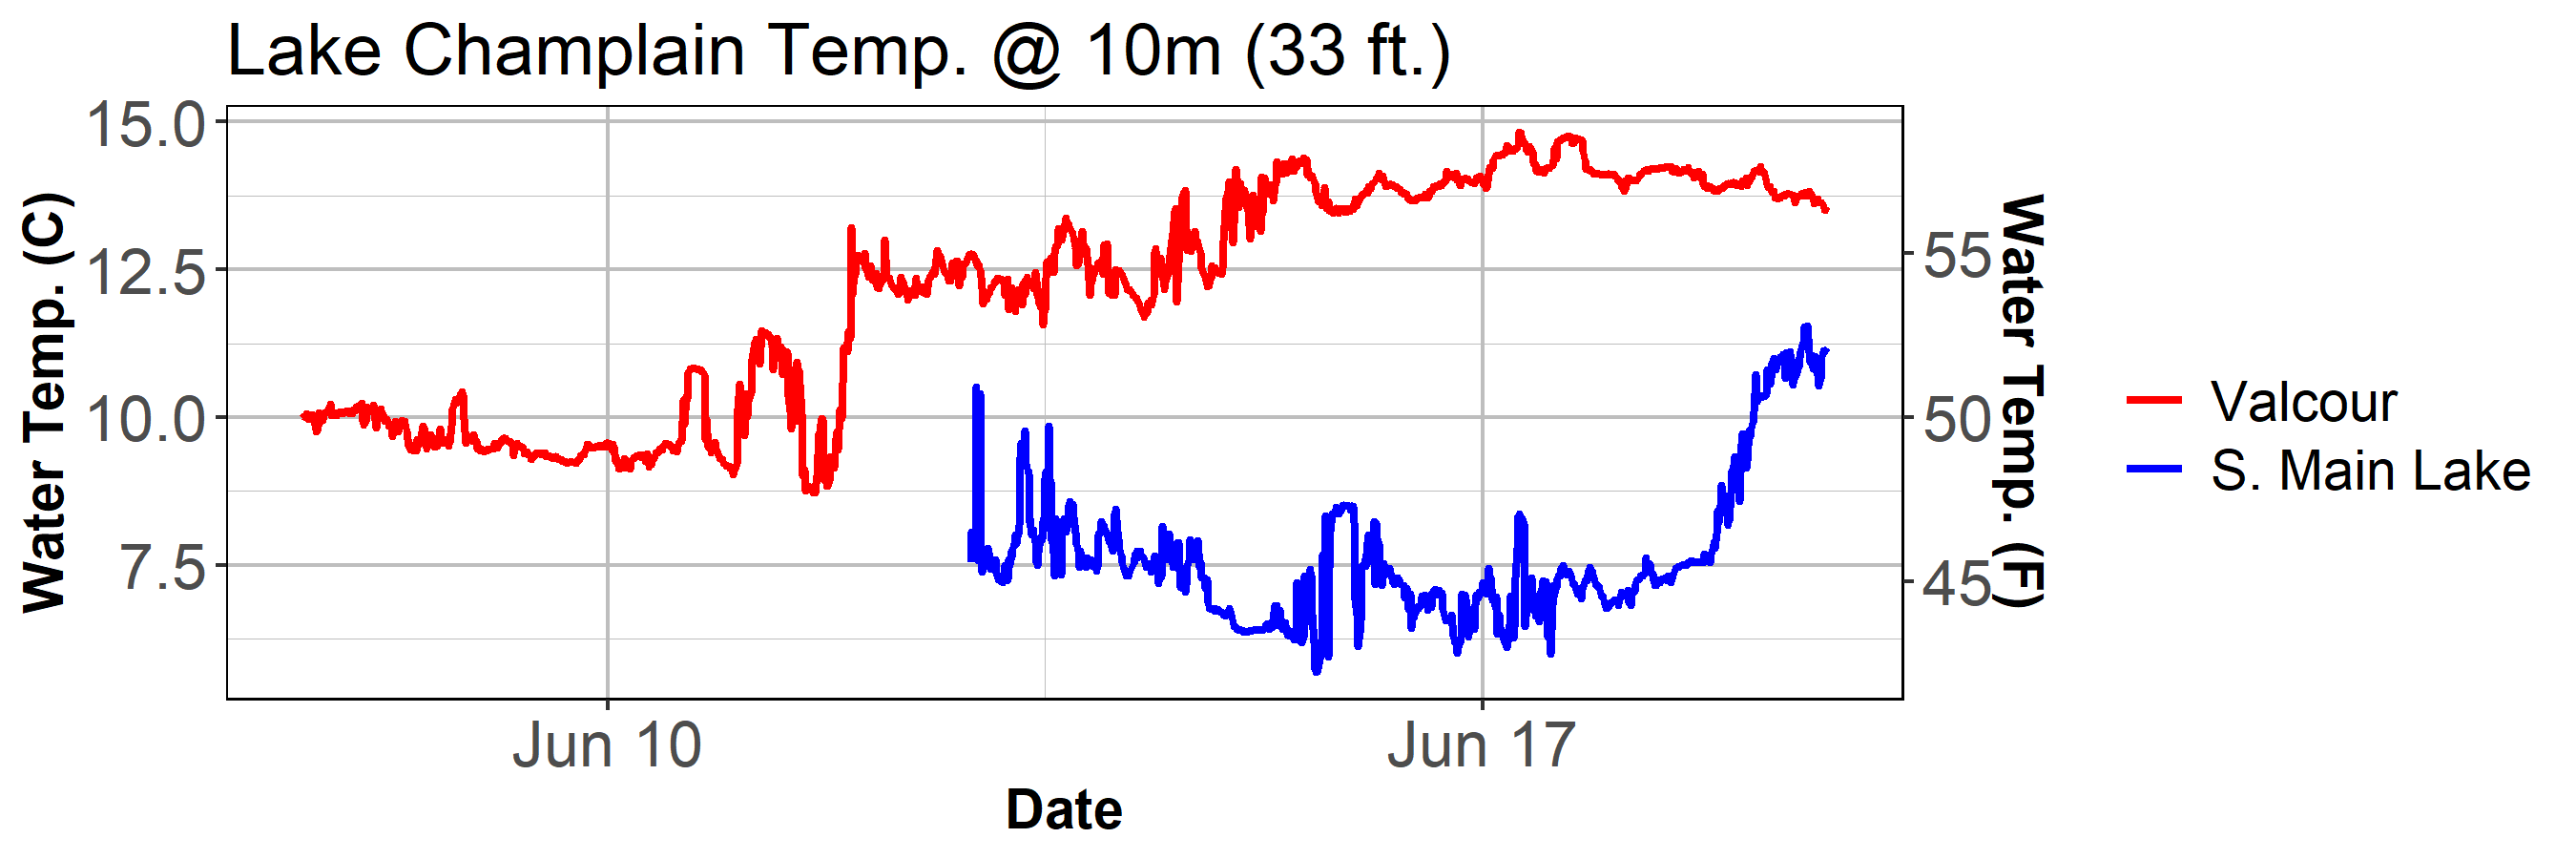 Lake Champlain Temp. @ 10m (33 ft.)
Water Temp. (C)
15.0
12.5
10.0
7.5
55
50
45
Water Temp. (F)
Jun 10
Jun 17
Date
Valcour
S. Main Lake